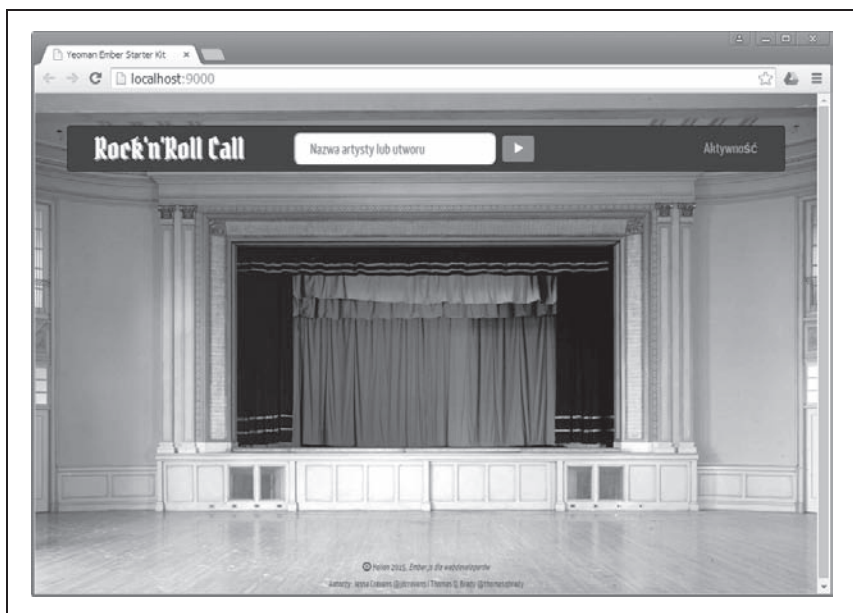 Yeoman Ember Starter Kit
localhost:9000
Rock'n'Roll Call
Nazwa artysty lub utworu
Aktywność
Helion 2015, Ember.js dla webdeveloperów
Autorzy: Jesse Cravens @jdcravens | Thomas Q. Brady @thomasqbrady